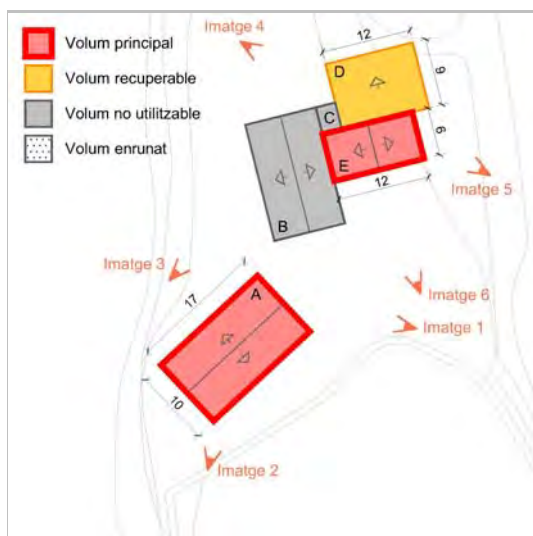 Imatge 4
Volum principal
Volum recuperable
Volum no utilitzable
Volum enrunat
12
D
9
C
6
E
12
B
Imatge 5
Imatge 3
17
A
Imatge 6
Imatge 1
10
Imatge 2